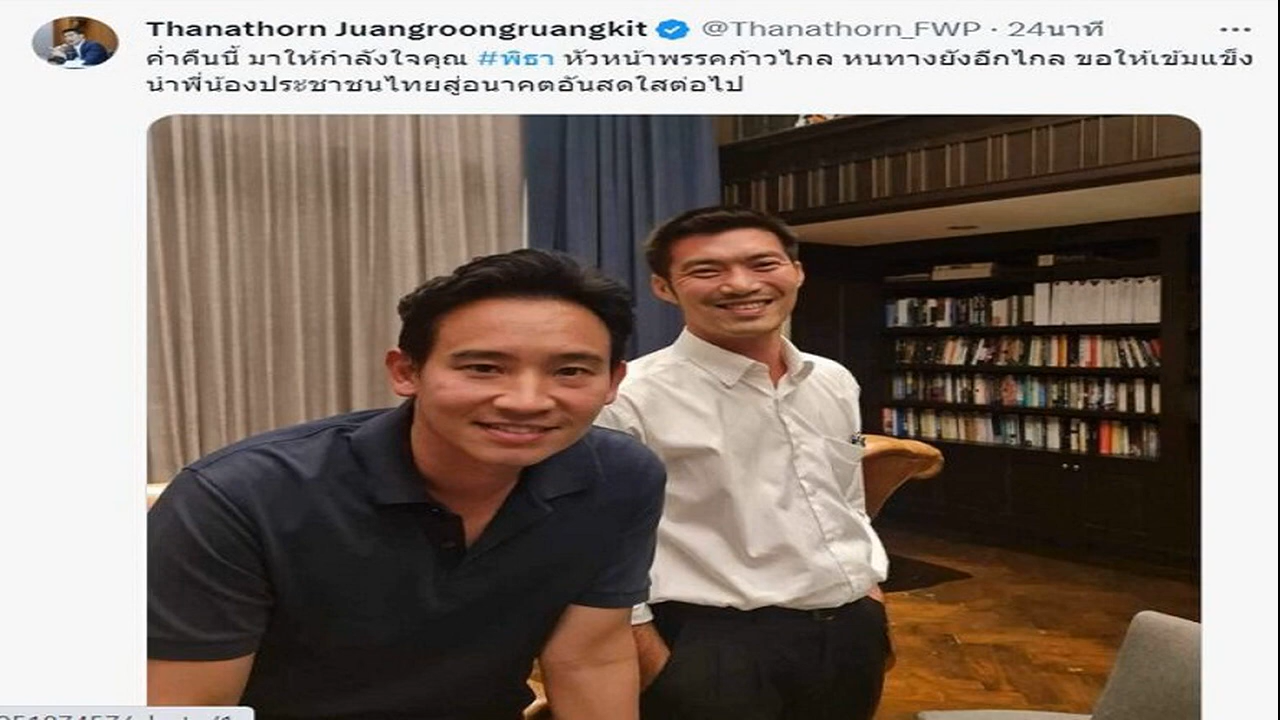 Thanathorn Juangroongruangkit @Thanathorn_FWP · 24นาที
ค่ำคืนนี้ มาให้กำลังใจคุณ #พิธา หัวหน้าพรรคก้าวไกล หนทางยังอีกไกล ขอให้เข้มแข็ง
นำพี่น้องประชาชนไทยสู่อนาคตอันสดใสต่อไป